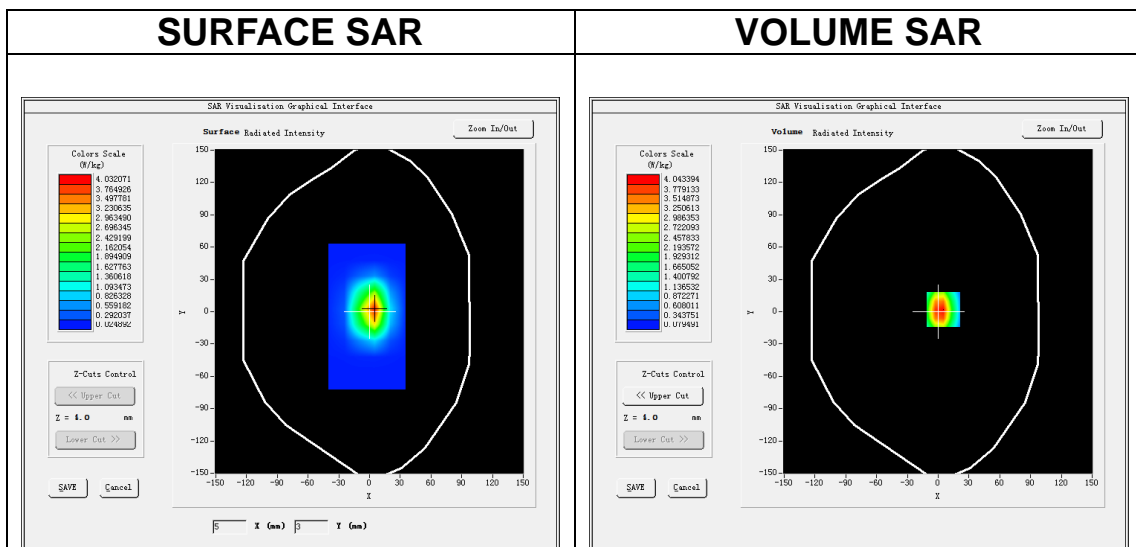 SURFACE SAR
VOLUME SAR
SAR Visualisation Graphical Interface
Surface Radiated Intensity
Zoom In/Out
Colors Scale
(W/kg)
4.032071
3.764926
3.497781
3.230635
2.963490
2.696345
2.429199
2.162054
1.894909
1.627763
1.360618
1.093473
0.826328
0.559182
0.292037
0.024892
Z-Cuts Control
<< Upper Cut
Z = 4.0 mm
Lower Cut >>
SAVE
Cancel
150
120
90
60
30
0
-30
-60
-90
-120
-150
Y
-150 -120 -90 -60 -30 0 30 60 90 120 150
X
5 X (mm) 3 Y (mm)
SAR Visualisation Graphical Interface
Volume Radiated Intensity
Zoom In/Out
Colors Scale
(W/kg)
4.043394
3.779133
3.514873
3.250613
2.986353
2.722093
2.457833
2.193572
1.929312
1.665052
1.400792
1.136532
0.872271
0.608011
0.343751
0.079491
Z-Cuts Control
<< Upper Cut
Z = 4.0 mm
Lower Cut >>
SAVE
Cancel
150
120
90
60
30
0
-30
-60
-90
-120
-150
Y
-150 -120 -90 -60 -30 0 30 60 90 120 150
X